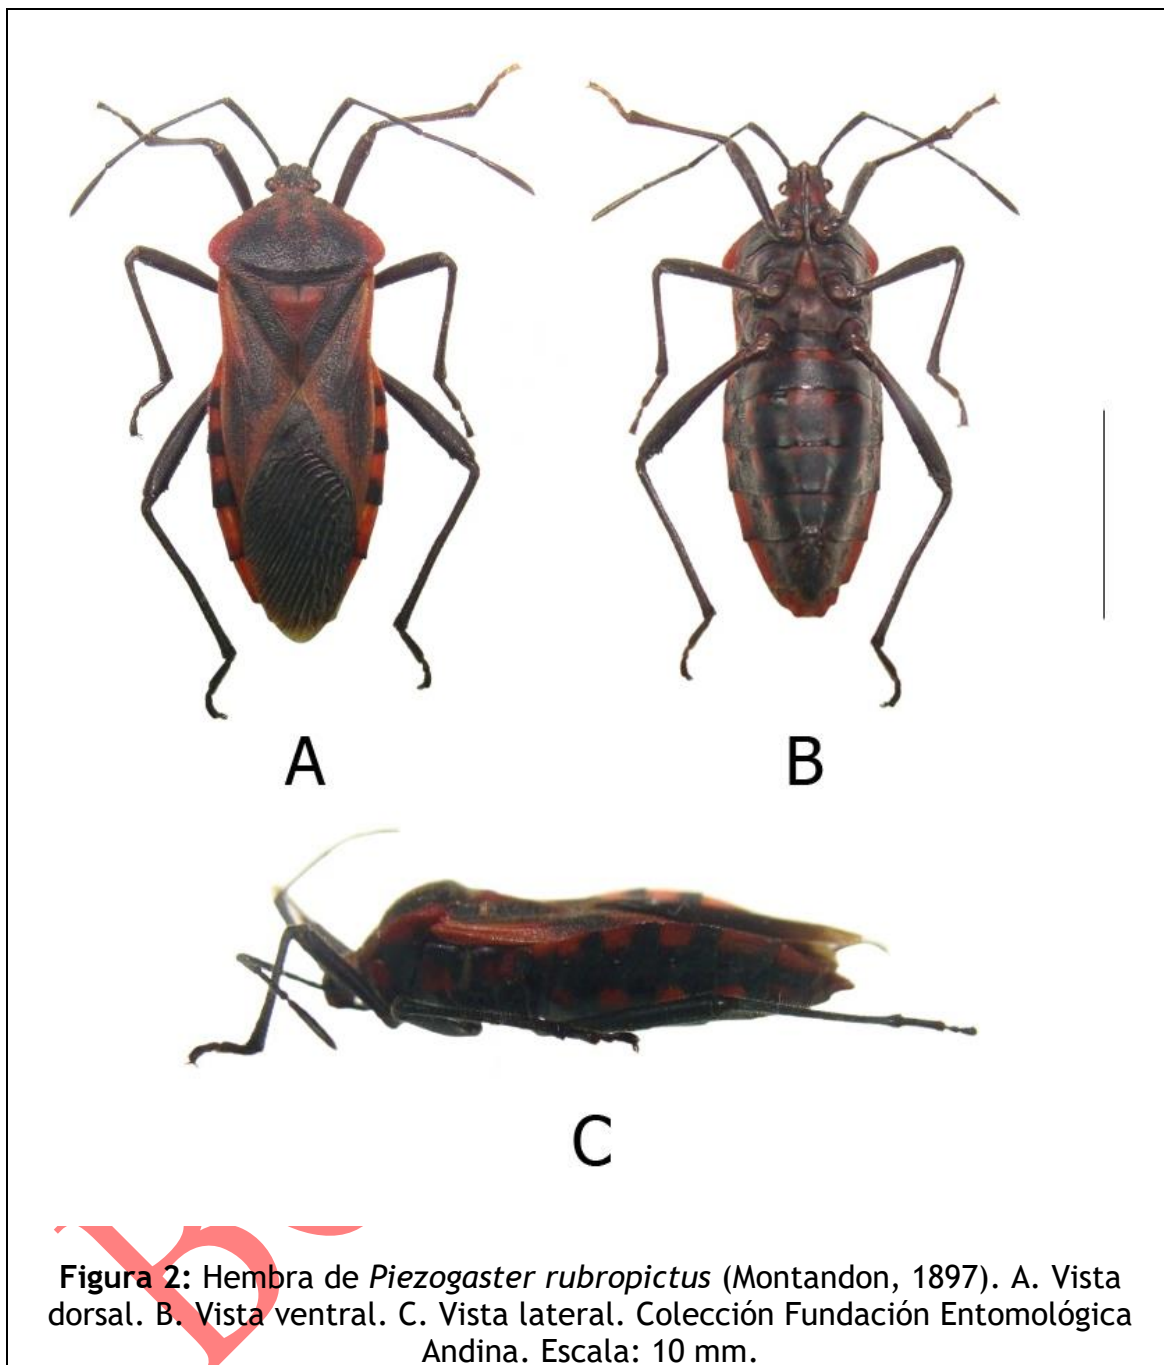 A
B
C
Figura 2: Hembra de Piezogaster rubropictus (Montandon, 1897). A. Vista
dorsal. B. Vista ventral. C. Vista lateral. Colección Fundación Entomológica
Andina. Escala: 10 mm.